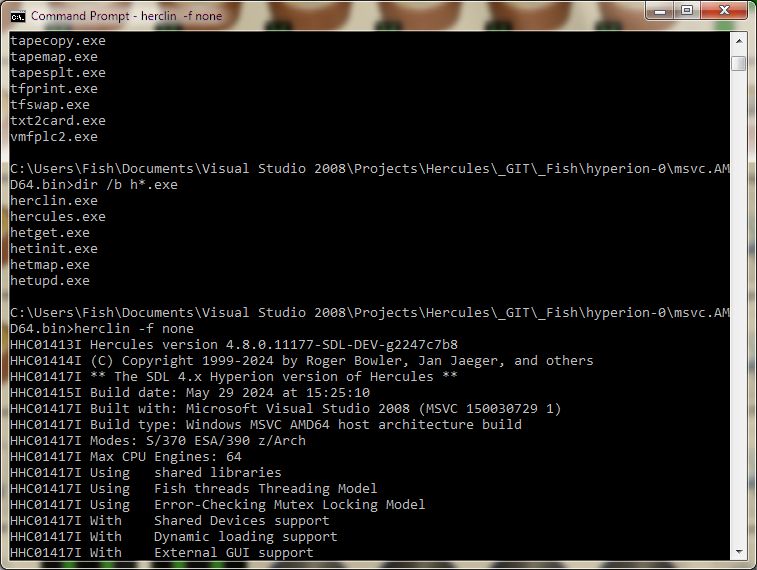 Command Prompt - herclin  -f none
tapecopy.exe
tapemap.exe
tapesplt.exe
tfprint.exe
tfswap.exe
txt2card.exe
vmfplc2.exe
C:\Users\Fish\Documents\Visual Studio 2008\Projects\Hercules\_GIT\_Fish\hyperion-0\msvc.AM
D64.bin>dir /b h*.exe
herclin.exe
hercules.exe
hetget.exe
hetinit.exe
hetmap.exe
hetupd.exe
C:\Users\Fish\Documents\Visual Studio 2008\Projects\Hercules\_GIT\_Fish\hyperion-0\msvc.AM
D64.bin>herclin -f none
HHC01413I Hercules version 4.8.0.11177-SDL-DEV-g2247c7b8
HHC01414I (C) Copyright 1999-2024 by Roger Bowler, Jan Jaeger, and others
HHC01417I ** The SDL 4.x Hyperion version of Hercules **
HHC01415I Build date: May 29 2024 at 15:25:10
HHC01417I Built with: Microsoft Visual Studio 2008 (MSVC 150030729 1)
HHC01417I Build type: Windows MSVC AMD64 host architecture build
HHC01417I Modes: S/370 ESA/390 z/Arch
HHC01417I Max CPU Engines: 64
HHC01417I Using   shared libraries
HHC01417I Using   Fish threads Threading Model
HHC01417I Using   Error-Checking Mutex Locking Model
HHC01417I With    Shared Devices support
HHC01417I With    Dynamic loading support
HHC01417I With    External GUI support